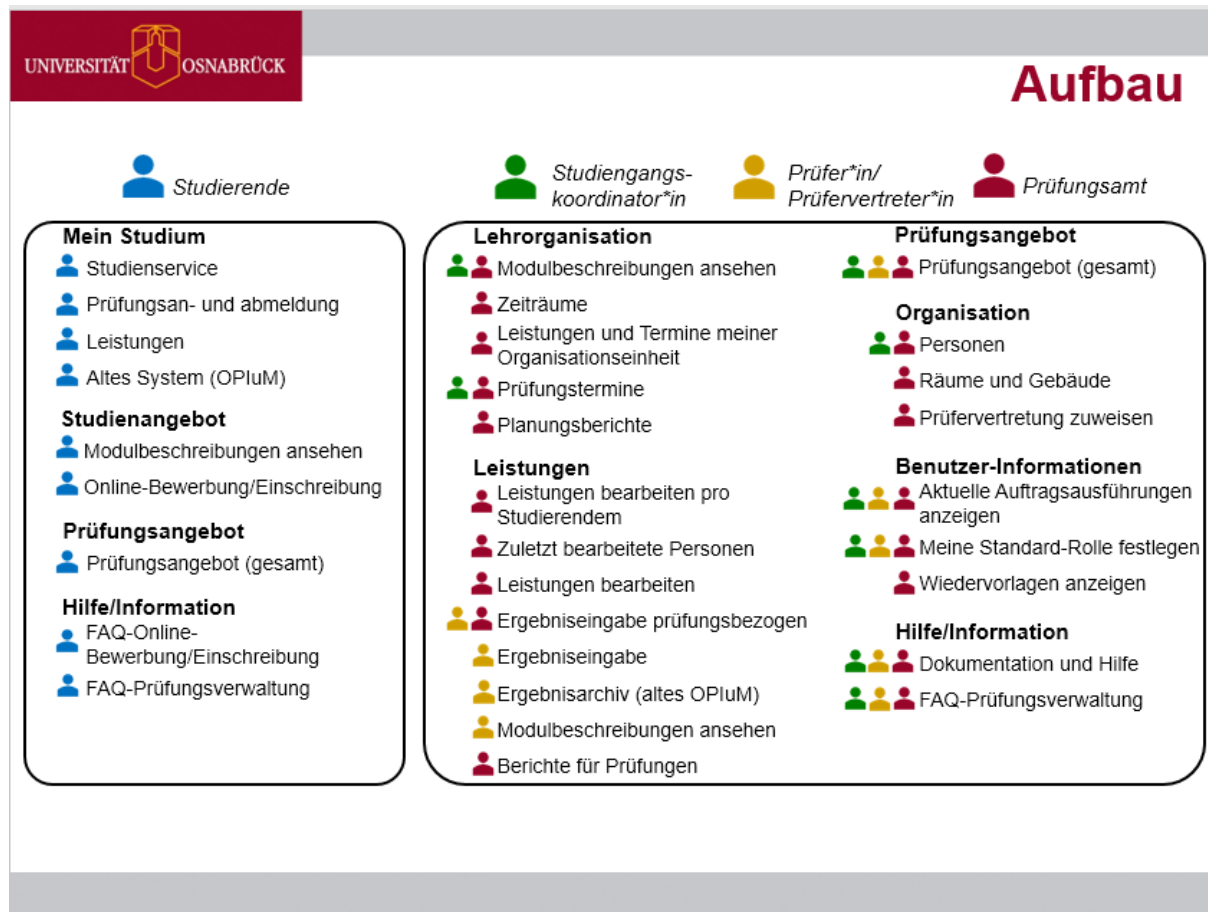 UNIVERSITÄT OSNABRÜCK
Aufbau
Studierende
Studiengangs-
koordinator*in
Prüfer*in/
Prüfervertreter*in
Prüfungsamt
Mein Studium
Studienservice
Prüfungsan- und abmeldung
Leistungen
Altes System (OPIuM)
Studienangebot
Modulbeschreibungen ansehen
Online-Bewerbung/Einschreibung
Prüfungsangebot
Prüfungsangebot (gesamt)
Hilfe/Information
FAQ-Online-
Bewerbung/Einschreibung
FAQ-Prüfungsverwaltung
Lehrorganisation
Modulbeschreibungen ansehen
Zeiträume
Leistungen und Termine meiner
Organisationseinheit
Prüfungstermine
Planungsberichte
Leistungen
Leistungen bearbeiten pro
Studierendem
Zuletzt bearbeitete Personen
Leistungen bearbeiten
Ergebniseingabe prüfungsbezogen
Ergebniseingabe
Ergebnisarchiv (altes OPIuM)
Modulbeschreibungen ansehen
Berichte für Prüfungen
Prüfungsangebot
Prüfungsangebot (gesamt)
Organisation
Personen
Räume und Gebäude
Prüfervertretung zuweisen
Benutzer-Informationen
Aktuelle Auftragsausführungen
anzeigen
Meine Standard-Rolle festlegen
Wiedervorlagen anzeigen
Hilfe/Information
Dokumentation und Hilfe
FAQ-Prüfungsverwaltung